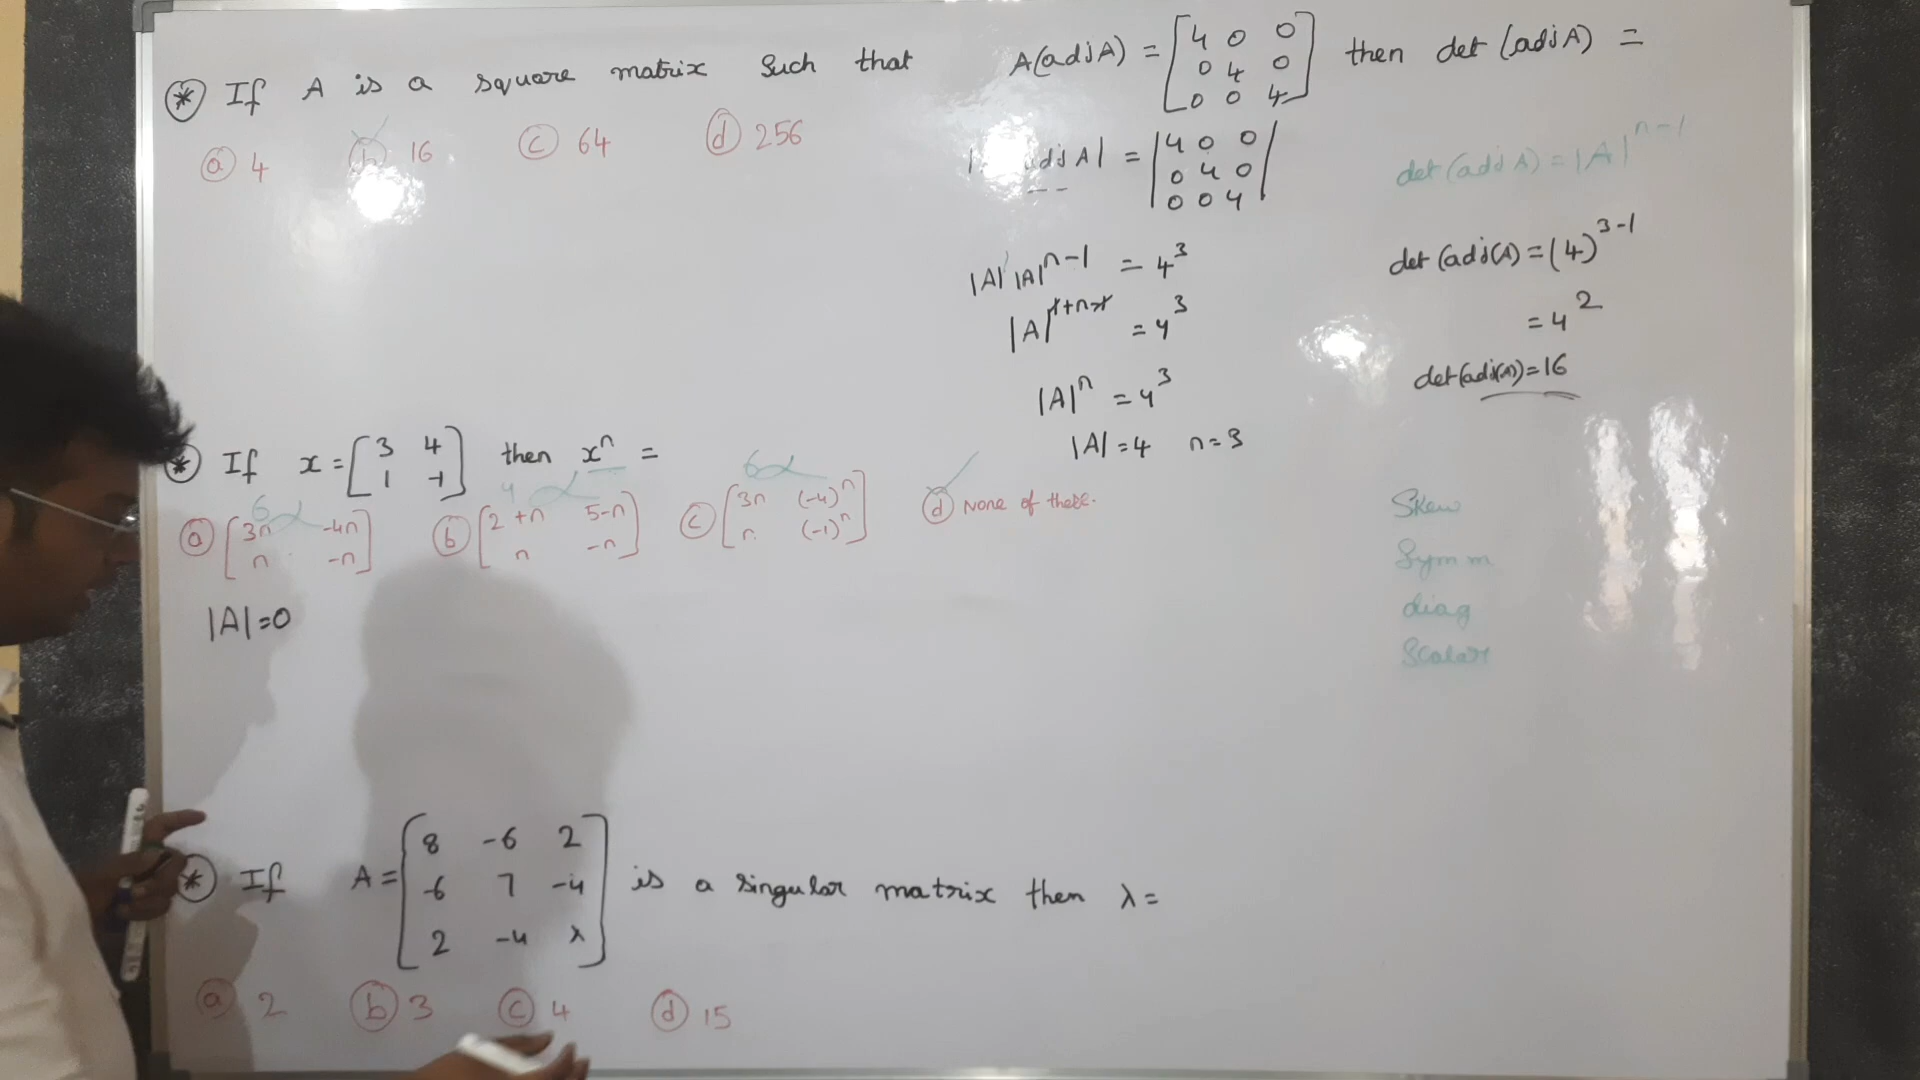 * If A is a square matrix such that A(adjA) = [4 0 0 0 4 0 0 0 4] then det (adjA) =
a 4 b 16 c 64 d 256
adjA| = |4 0 0 0 4 0 0 0 4|
det (adj A) = |A|^n-1
|A| |A|^n-1 = 4^3
det (adj(A) = (4)^3-1
|A|^1+n-1 = 4^3
= 4^2
|A|^n = 4^3
det(adj(A)) = 16
|A| = 4 n = 3
* If x = [3 4 1 -1] then x^n =
6 4 6
a [3n -4n n -n] b [2+n 5-n n -n] c [3n (-4)^n n (-1)^n] d None of these.
Skew
Symm
diag
Scalar
|A| = 0
* If A = [8 -6 2 -6 7 -4 2 -4 λ] is a singular matrix then λ =
a 2 b 3 c 4 d 15